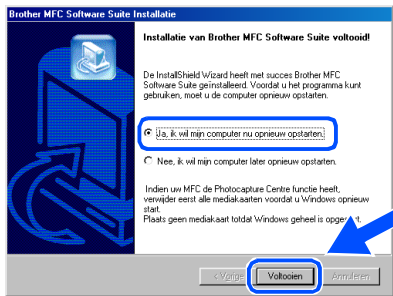 Brother MFC Software Suite Installatie
Installatie van Brother MFC Software Suite voltooid!
De InstallShield Wizard heeft met succes Brother MFC
Software Suite geïnstalleerd. Voordat u het programma kunt
gebruiken, moet u de computer opnieuw opstarten.
Ja, ik wil mijn computer nu opnieuw opstarten.
Nee, ik wil mijn computer later opnieuw opstarten.
Indien uw MFC de Photocapture Centre functie heeft,
verwijder eerst alle mediakaarten voordat u Windows opnieuw
start.
Plaats geen mediakaart totdat Windows geheel is
< Vorige Voltooien Annuleren